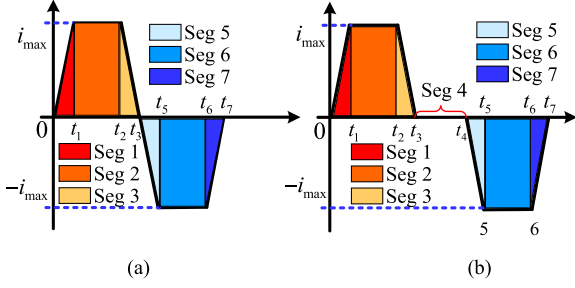 i_max
Seg 5
Seg 6
Seg 7
t_5
t_6 t_7
0
t_1
t_2 t_3
Seg 1
Seg 2
Seg 3
−i_max
(a)
i_max
Seg 5
Seg 6
Seg 7
Seg 4
t_5
t_6 t_7
0
t_1
t_2 t_3
t_4
Seg 1
Seg 2
Seg 3
−i_max
5
6
(b)